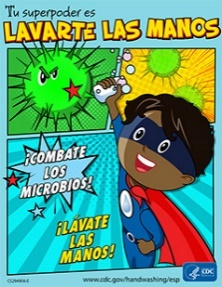 Tu superpoder es
LAVARTE LAS MANOS
¡COMBATE
LOS
MICROBIOS!
¡LÁVATE
LAS
MANOS!
www.cdc.gov/handwashing/esp
CDC